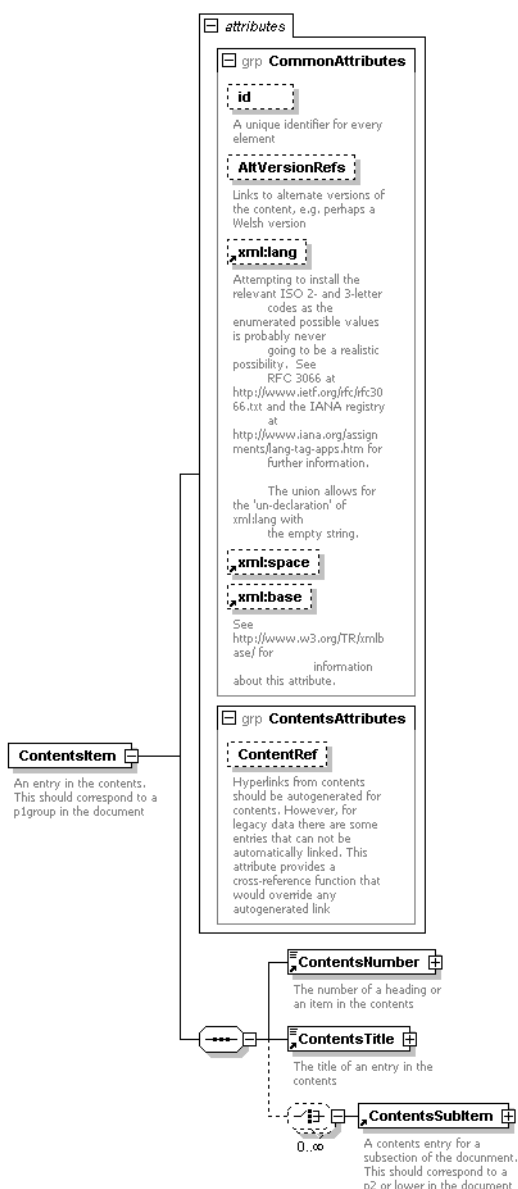 attributes
grp CommonAttributes
id
A unique identifier for every
element
AltVersionRefs
Links to alternate versions of
the content, e.g. perhaps a
Welsh version
xml:lang
Attempting to install the
relevant ISO 2- and 3-letter
codes as the
enumerated possible values
is probably never
going to be a realistic
possibility. See
RFC 3066 at
http://www.ietf.org/rfc/rfc30
66.txt and the IANA registry
at
http://www.iana.org/assign
ments/lang-tag-apps.htm for
further information.
The union allows for
the 'un-declaration' of
xml:lang with
the empty string.
xml:space
xml:base
See
http://www.w3.org/TR/xmlb
ase/ for
information
about this attribute.
grp ContentsAttributes
ContentRef
Hyperlinks from contents
should be autogenerated for
contents. However, for
legacy data there are some
entries that can not be
automatically linked. This
attribute provides a
cross-reference function that
would override any
autogenerated link
ContentsItem
An entry in the contents.
This should correspond to a
p1group in the document
ContentsNumber
The number of a heading or
an item in the contents
ContentsTitle
The title of an entry in the
contents
0..∞
ContentsSubItem
A contents entry for a
subsection of the docunment.
This should correspond to a
p2 or lower in the document